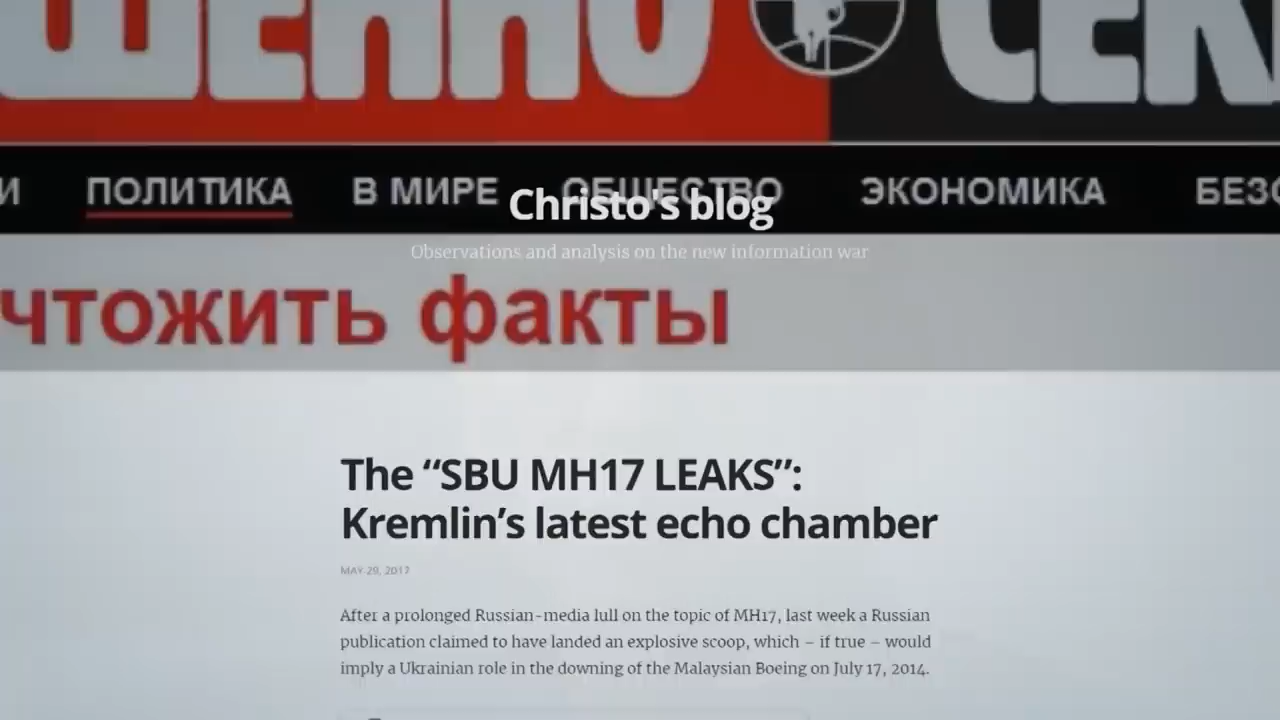 ШЕННО СЕК
И ПОЛИТИКА В МИРЕ ОБЩЕСТВО ЭКОНОМИКА БЕЗО
Christo's blog
Observations and analysis on the new information war
чтожить факты
The “SBU MH17 LEAKS”:
Kremlin’s latest echo chamber
MAY 29, 2017
After a prolonged Russian-media lull on the topic of MH17, last week a Russian
publication claimed to have landed an explosive scoop, which – if true – would
imply a Ukrainian role in the downing of the Malaysian Boeing on July 17, 2014.